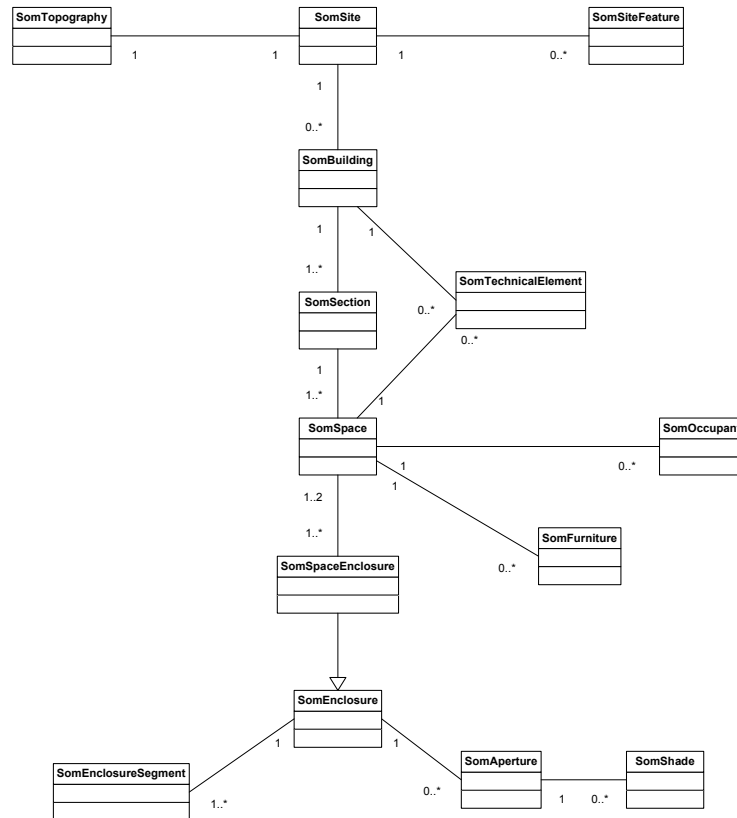 SomTopography
SomSite
SomSiteFeature
1
1
1
0..*
1
0..*
SomBuilding
1
1
1..*
SomTechnicalElement
SomSection
0..*
0..*
1
1..*
1
SomSpace
SomOccupant
1
0..*
1
1..2
1..*
SomFurniture
0..*
SomSpaceEnclosure
SomEnclosure
1
1
SomEnclosureSegment
SomAperture
SomShade
1..*
0..*
1
0..*